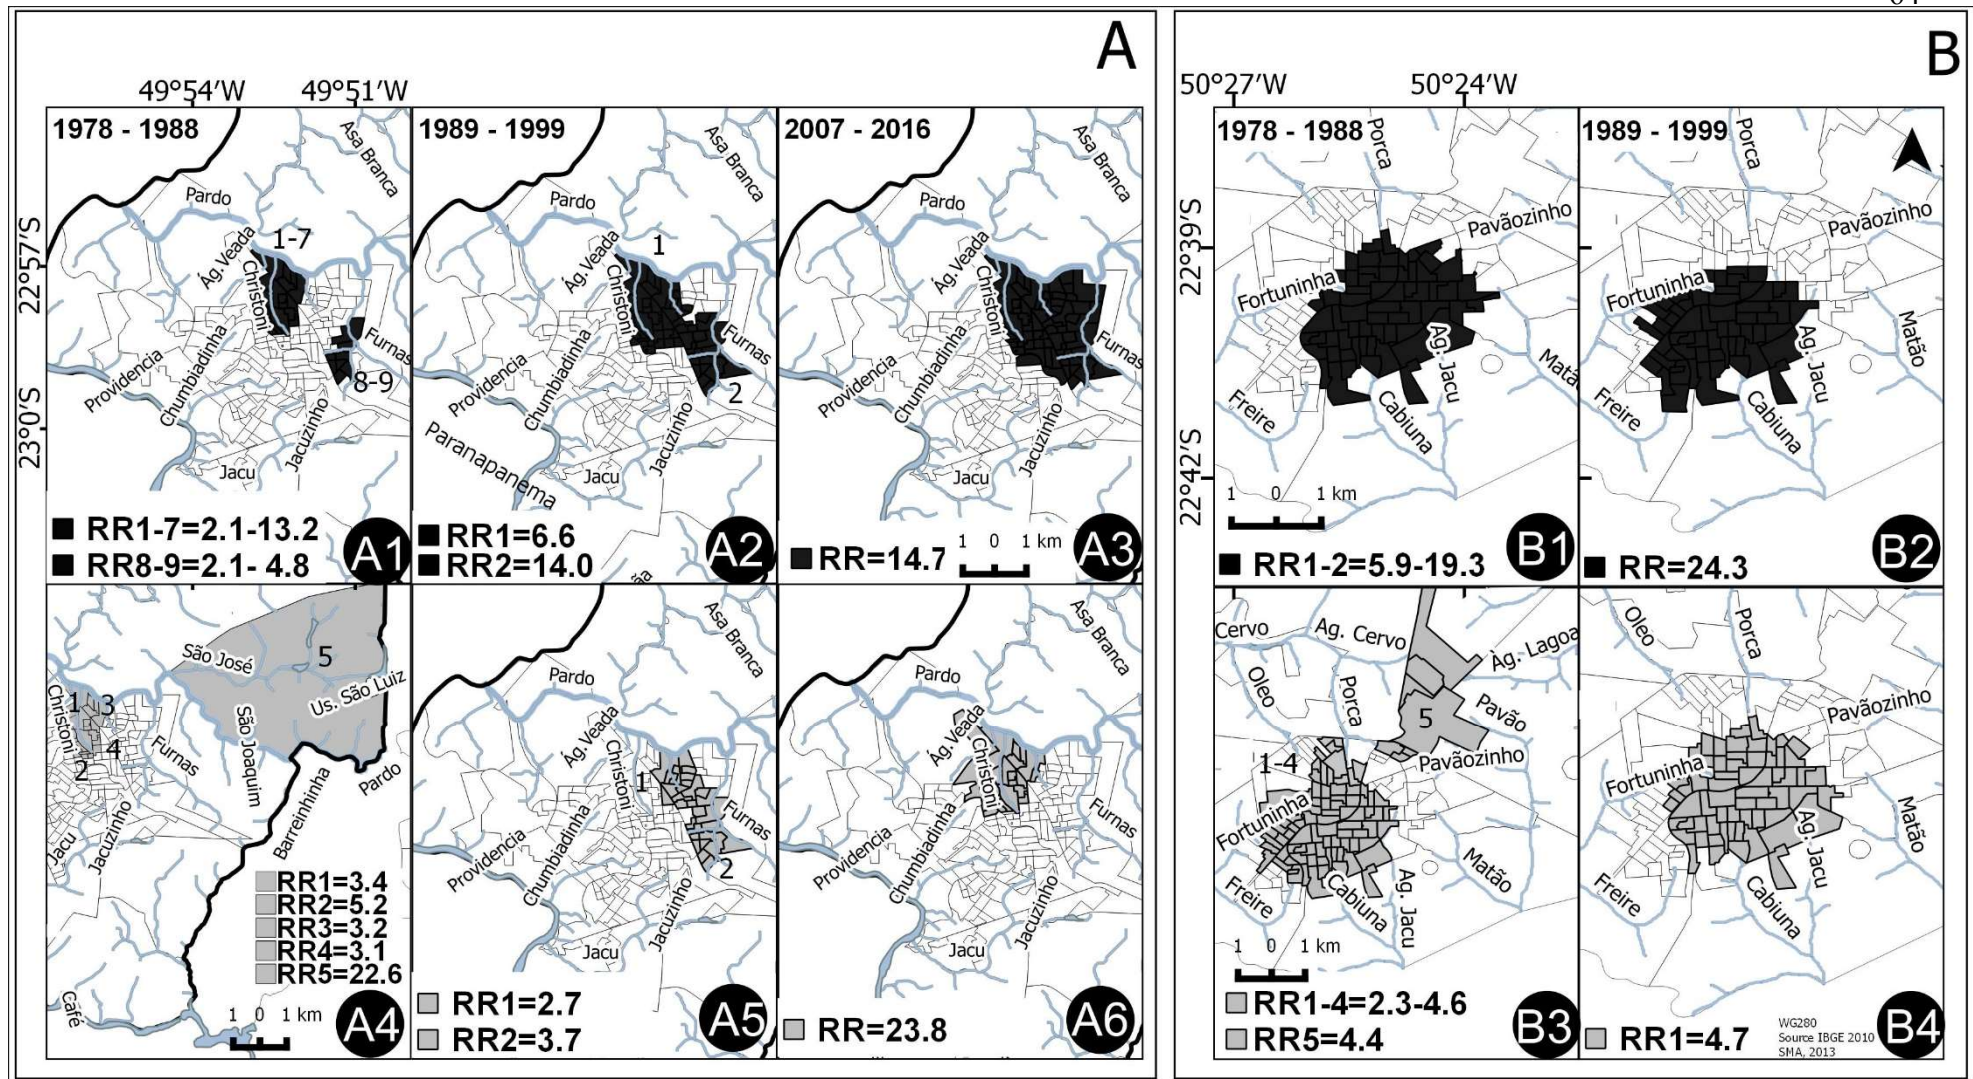 A
49°54′W 49°51′W
22°57′S
23°0′S
1978 - 1988
Asa Branca
Pardo
1-7
Ág.Veada
Christoni
Furnas
8-9
Chumbiadinha
Providencia
Jacuzinho
Jacu
RR1-7=2.1-13.2
RR8-9=2.1- 4.8
A1
1989 - 1999
Asa Branca
Pardo
1
Ág.Veada
Christoni
Furnas
2
Chumbiadinha
Providencia
Paranapanema
Jacuzinho
Jacu
RR1=6.6
RR2=14.0
A2
2007 - 2016
Asa Branca
Pardo
Ág.Veada
Christoni
Furnas
Chumbiadinha
Providencia
Jacuzinho
Jacu
RR=14.7
1 0 1 km
A3
São José
5
Us. São Luiz
Christoni
1 3
4
2
Furnas
São Joaquim
Barreirinhinha
Pardo
Jacu
Jacuzinho
RR1=3.4
RR2=5.2
RR3=3.2
RR4=3.1
RR5=22.6
Café
1 0 1 km
A4
Asa Branca
Pardo
Ág.Veada
Christoni
1
Furnas
2
Chumbiadinha
Providencia
Jacuzinho
Jacu
RR1=2.7
RR2=3.7
A5
Asa Branca
Pardo
Ág.Veada
Christoni
Furnas
Chumbiadinha
Providencia
Jacuzinho
Jacu
RR=23.8
A6
B
50°27′W 50°24′W
22°39′S
22°42′S
1978 - 1988
Porca
Pavãozinho
Fortuninha
Ag. Jacu
Matão
Freire
Cabiuna
1 0 1 km
RR1-2=5.9-19.3
B1
1989 - 1999
Porca
Pavãozinho
Fortuninha
Ag. Jacu
Matão
Freire
Cabiuna
RR=24.3
B2
Cervo
Ag. Cervo
Àg. Lagoa
Oleo
Porca
5
Pavão
Pavãozinho
1-4
Fortuninha
Matão
Freire
Cabiuna
Ag. Jacu
1 0 1 km
RR1-4=2.3-4.6
RR5=4.4
B3
Oleo
Porca
Pavãozinho
Fortuninha
Ag. Jacu
Matão
Freire
Cabiuna
RR1=4.7
WG280
Source IBGE 2010
SMA, 2013
B4